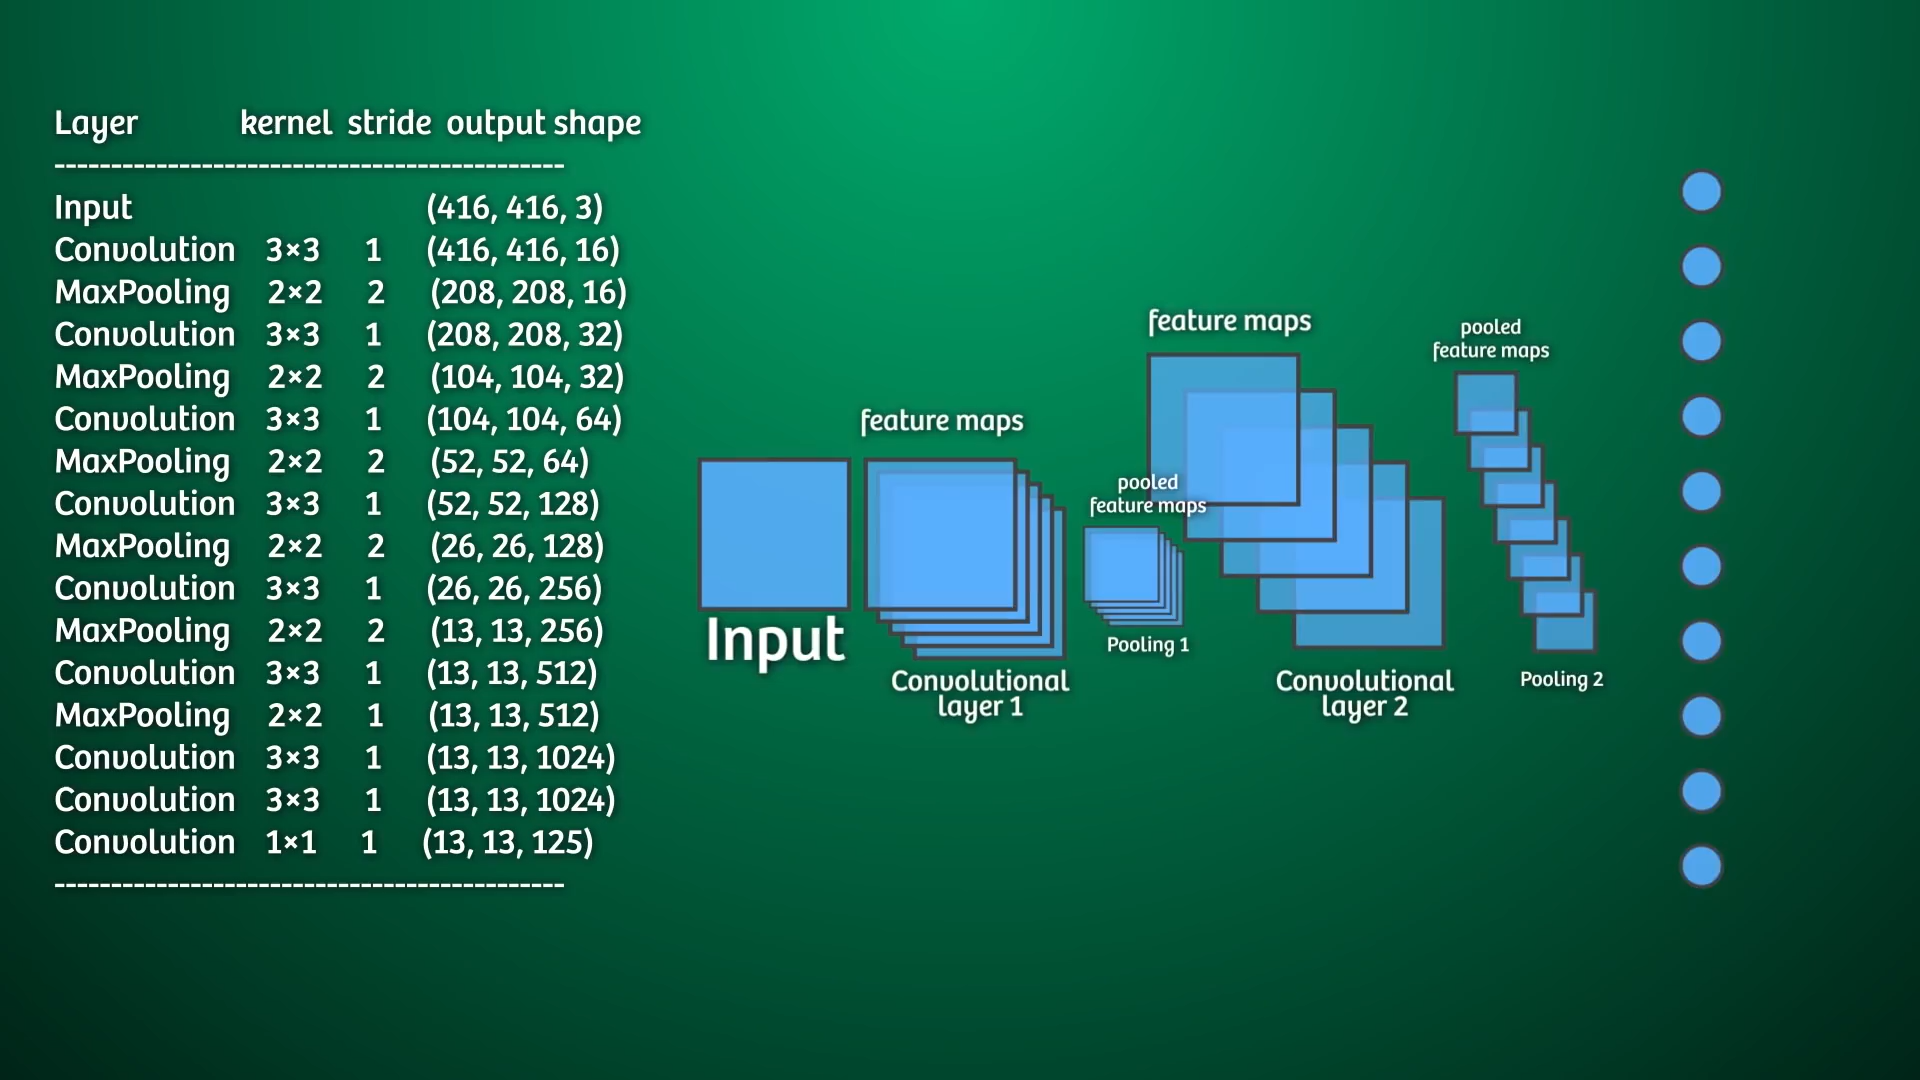 Layer kernel stride output shape
---------------------------------------------
Input (416, 416, 3)
Convolution 3×3 1 (416, 416, 16)
MaxPooling 2×2 2 (208, 208, 16)
Convolution 3×3 1 (208, 208, 32)
MaxPooling 2×2 2 (104, 104, 32)
Convolution 3×3 1 (104, 104, 64)
MaxPooling 2×2 2 (52, 52, 64)
Convolution 3×3 1 (52, 52, 128)
MaxPooling 2×2 2 (26, 26, 128)
Convolution 3×3 1 (26, 26, 256)
MaxPooling 2×2 2 (13, 13, 256)
Convolution 3×3 1 (13, 13, 512)
MaxPooling 2×2 1 (13, 13, 512)
Convolution 3×3 1 (13, 13, 1024)
Convolution 3×3 1 (13, 13, 1024)
Convolution 1×1 1 (13, 13, 125)
---------------------------------------------
Input
feature maps
Convolutional
layer 1
pooled
feature maps
Pooling 1
feature maps
Convolutional
layer 2
pooled
feature maps
Pooling 2